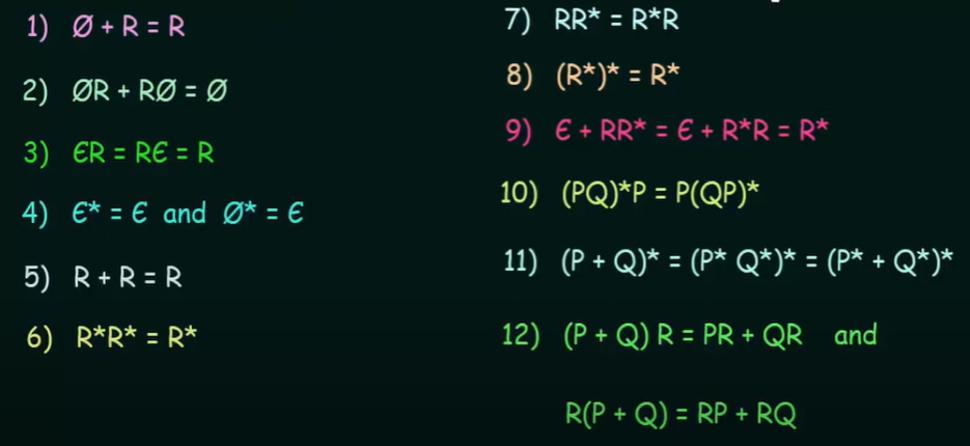 1) Ø + R = R
2) ØR + RØ = Ø
3) ЄR = RЄ = R
4) Є* = Є and Ø* = Є
5) R + R = R
6) R*R* = R*
7) RR* = R*R
8) (R*)* = R*
9) Є + RR* = Є + R*R = R*
10) (PQ)*P = P(QP)*
11) (P + Q)* = (P* Q*)* = (P* + Q*)*
12) (P + Q) R = PR + QR and
R(P + Q) = RP + RQ